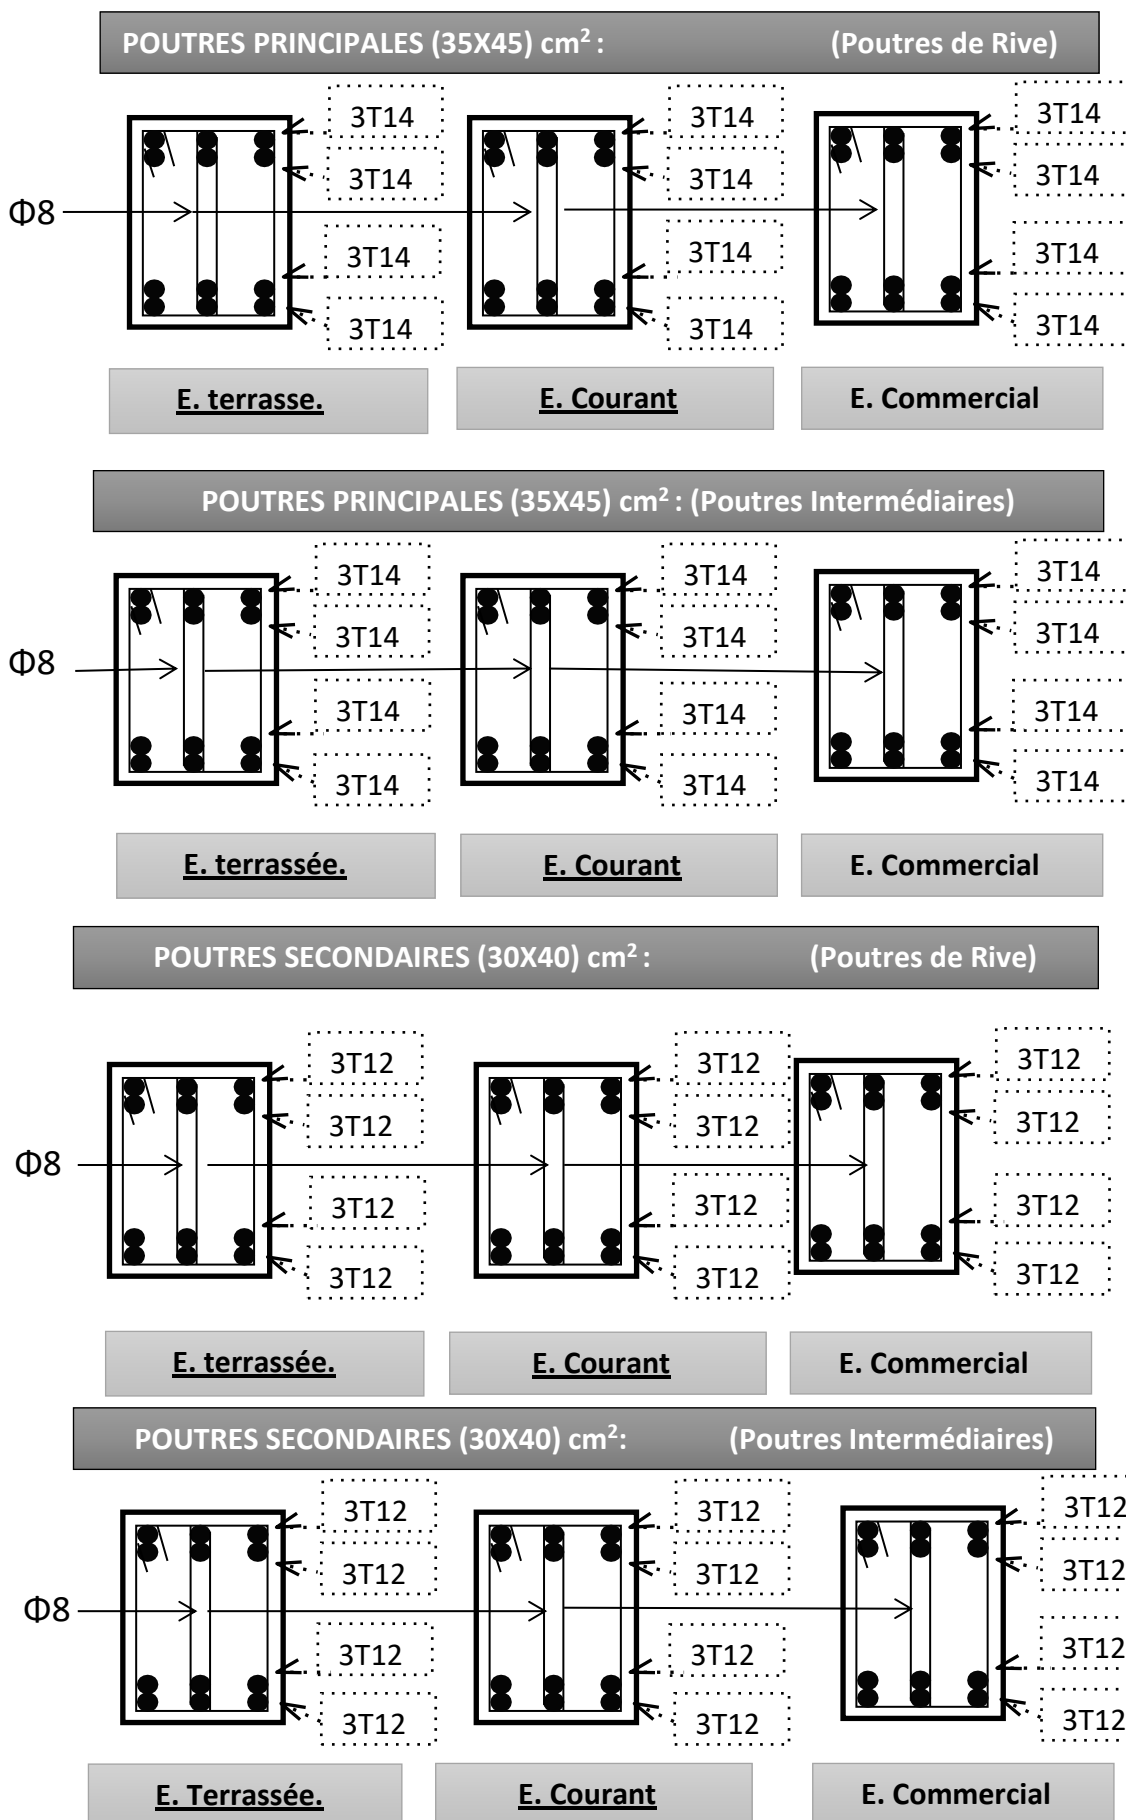 POUTRES PRINCIPALES (35X45) cm² : (Poutres de Rive)
3T14 3T14 3T14
3T14 3T14 3T14
Φ8
3T14 3T14 3T14
3T14 3T14 3T14
E. terrasse. E. Courant E. Commercial
POUTRES PRINCIPALES (35X45) cm² : (Poutres Intermédiaires)
3T14 3T14 3T14
3T14 3T14 3T14
Φ8
3T14 3T14 3T14
3T14 3T14 3T14
E. terrassée. E. Courant E. Commercial
POUTRES SECONDAIRES (30X40) cm² : (Poutres de Rive)
3T12 3T12 3T12
3T12 3T12 3T12
Φ8
3T12 3T12 3T12
3T12 3T12 3T12
E. terrassée. E. Courant E. Commercial
POUTRES SECONDAIRES (30X40) cm²: (Poutres Intermédiaires)
3T12 3T12 3T12
3T12 3T12 3T12
Φ8
3T12 3T12 3T12
3T12 3T12 3T12
E. Terrassée. E. Courant E. Commercial